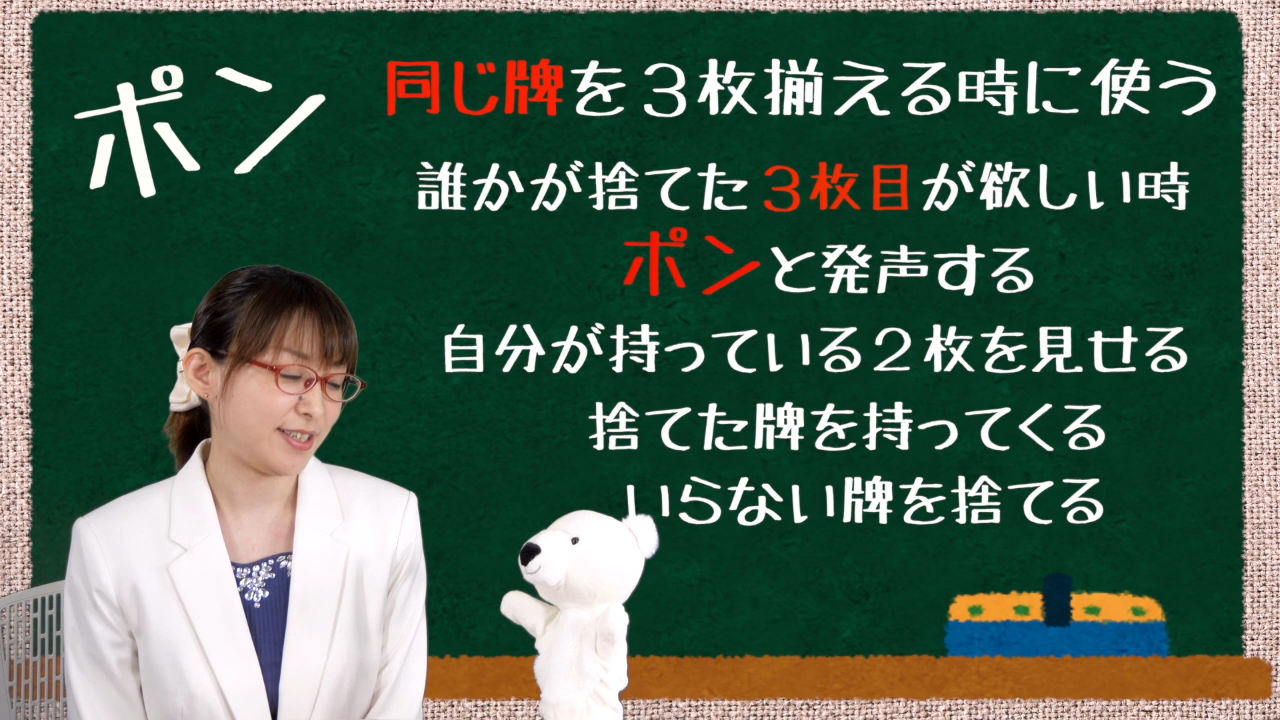 ポン
同じ牌を３枚揃える時に使う
誰かが捨てた３枚目が欲しい時
ポンと発声する
自分が持っている２枚を見せる
捨てた牌を持ってくる
いらない牌を捨てる